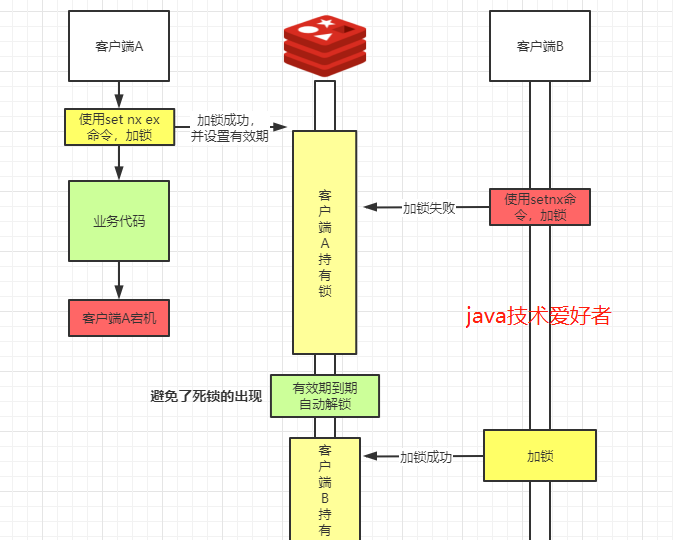 客户端A
客户端B
使用set nx ex
命令，加锁
加锁成功，
并设置有效期
客
户
端
A
持
有
锁
使用setnx命
令，加锁
加锁失败
业务代码
客户端A宕机
java技术爱好者
避免了死锁的出现
有效期到期
自动解锁
客
户
端
B
持
有
加锁成功
加锁